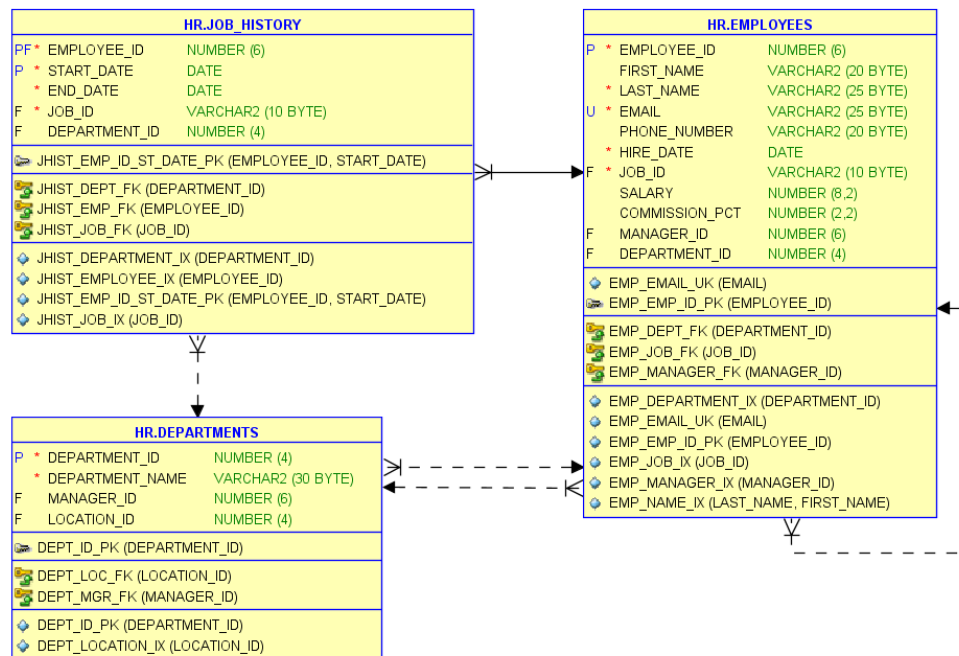 HR.JOB_HISTORY
PF * EMPLOYEE_ID NUMBER (6)
P * START_DATE DATE
* END_DATE DATE
F * JOB_ID VARCHAR2 (10 BYTE)
F DEPARTMENT_ID NUMBER (4)
JHIST_EMP_ID_ST_DATE_PK (EMPLOYEE_ID, START_DATE)
JHIST_DEPT_FK (DEPARTMENT_ID)
JHIST_EMP_FK (EMPLOYEE_ID)
JHIST_JOB_FK (JOB_ID)
JHIST_DEPARTMENT_IX (DEPARTMENT_ID)
JHIST_EMPLOYEE_IX (EMPLOYEE_ID)
JHIST_EMP_ID_ST_DATE_PK (EMPLOYEE_ID, START_DATE)
JHIST_JOB_IX (JOB_ID)
HR.EMPLOYEES
P * EMPLOYEE_ID NUMBER (6)
FIRST_NAME VARCHAR2 (20 BYTE)
* LAST_NAME VARCHAR2 (25 BYTE)
U * EMAIL VARCHAR2 (25 BYTE)
PHONE_NUMBER VARCHAR2 (20 BYTE)
* HIRE_DATE DATE
F * JOB_ID VARCHAR2 (10 BYTE)
SALARY NUMBER (8,2)
COMMISSION_PCT NUMBER (2,2)
F MANAGER_ID NUMBER (6)
F DEPARTMENT_ID NUMBER (4)
EMP_EMAIL_UK (EMAIL)
EMP_EMP_ID_PK (EMPLOYEE_ID)
EMP_DEPT_FK (DEPARTMENT_ID)
EMP_JOB_FK (JOB_ID)
EMP_MANAGER_FK (MANAGER_ID)
EMP_DEPARTMENT_IX (DEPARTMENT_ID)
EMP_EMAIL_UK (EMAIL)
EMP_EMP_ID_PK (EMPLOYEE_ID)
EMP_JOB_IX (JOB_ID)
EMP_MANAGER_IX (MANAGER_ID)
EMP_NAME_IX (LAST_NAME, FIRST_NAME)
HR.DEPARTMENTS
P * DEPARTMENT_ID NUMBER (4)
* DEPARTMENT_NAME VARCHAR2 (30 BYTE)
F MANAGER_ID NUMBER (6)
F LOCATION_ID NUMBER (4)
DEPT_ID_PK (DEPARTMENT_ID)
DEPT_LOC_FK (LOCATION_ID)
DEPT_MGR_FK (MANAGER_ID)
DEPT_ID_PK (DEPARTMENT_ID)
DEPT_LOCATION_IX (LOCATION_ID)